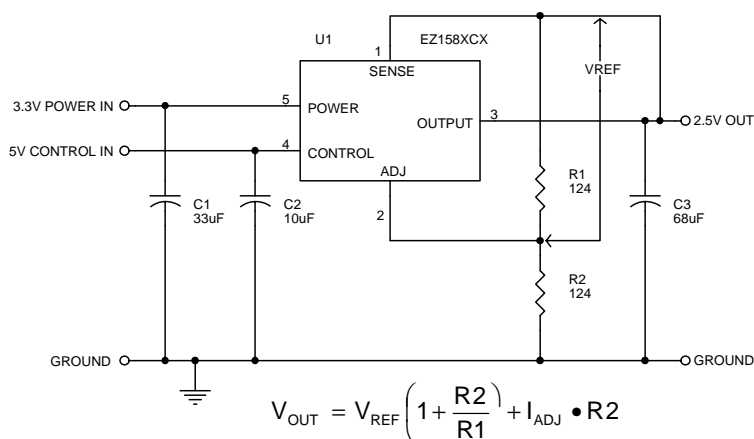 U1 EZ158XCX
1
SENSE
VREF
3.3V POWER IN
5
POWER
3
OUTPUT
2.5V OUT
5V CONTROL IN
4
CONTROL
ADJ
R1
124
C1
33uF
C2
10uF
2
C3
68uF
R2
124
GROUND
GROUND
V_OUT = V_REF (1 + R2/R1) + I_ADJ • R2